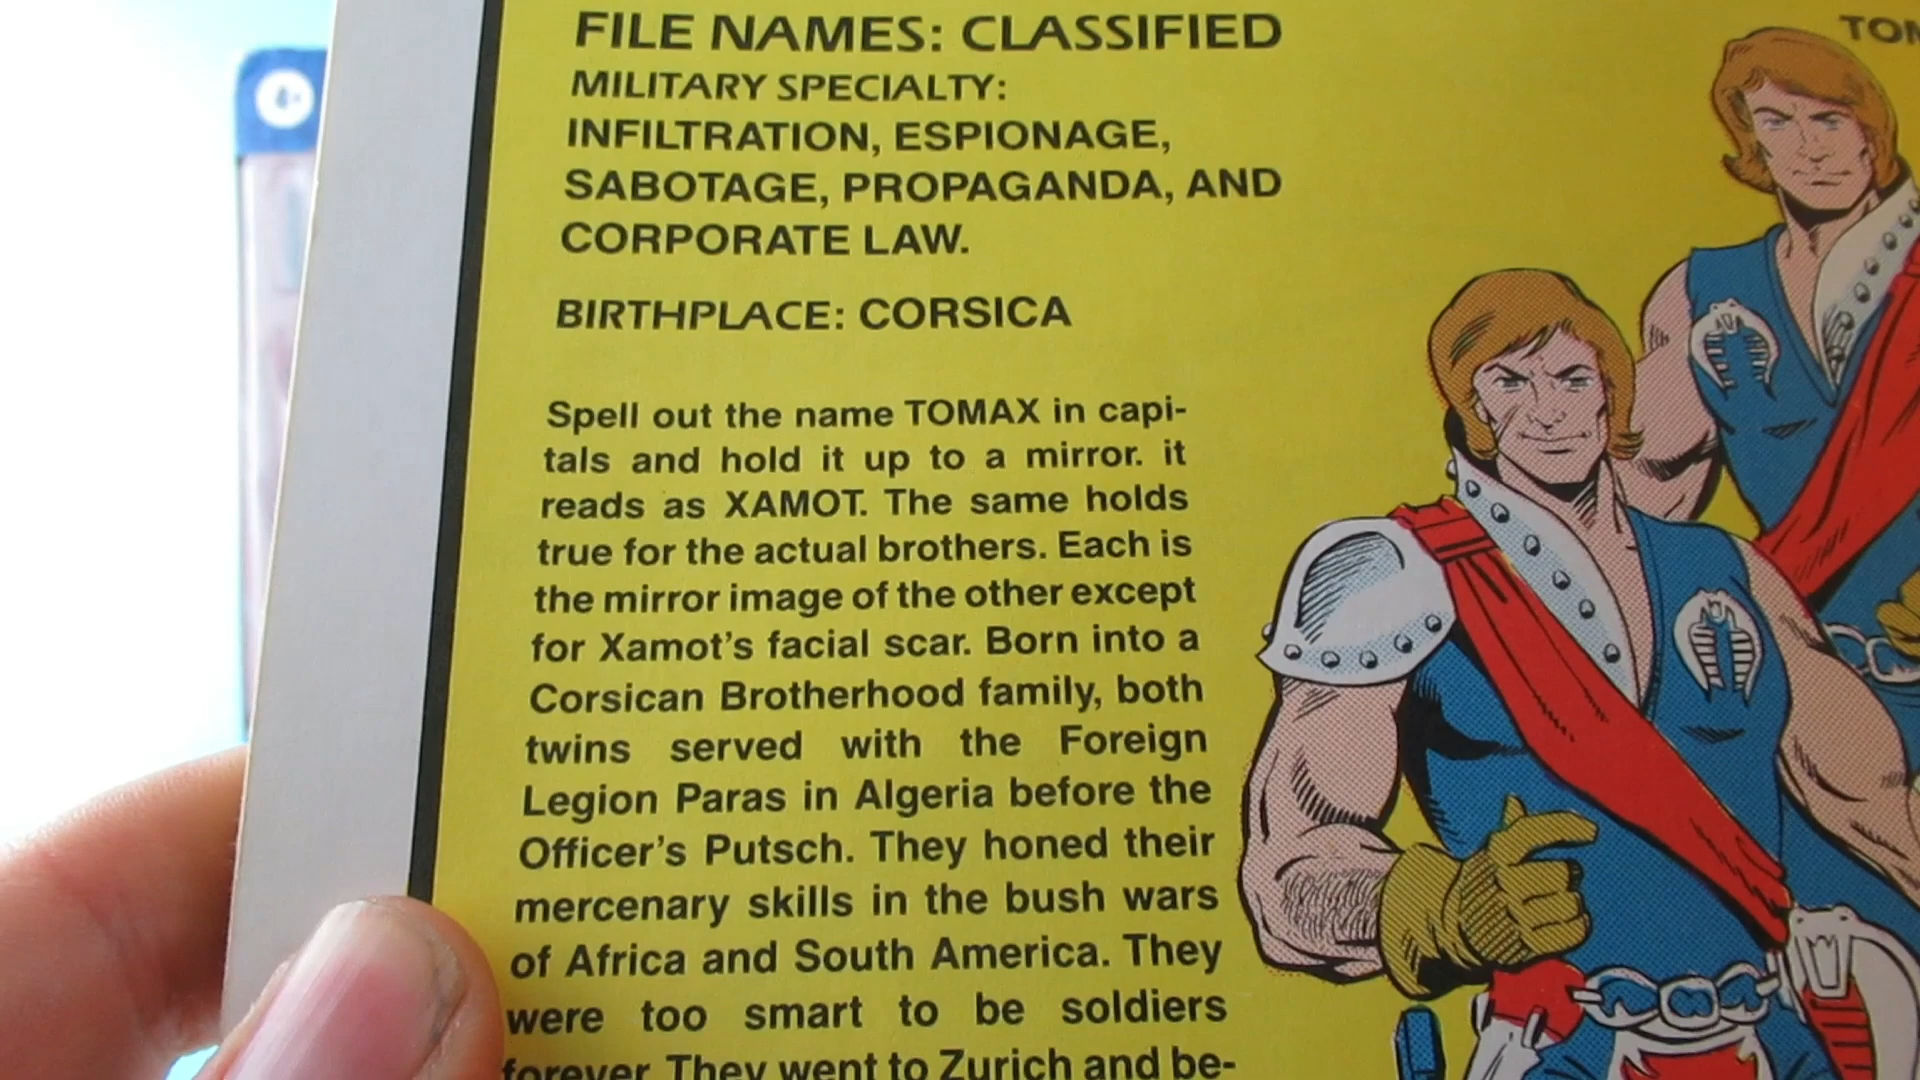 FILE NAMES: CLASSIFIED
MILITARY SPECIALTY:
INFILTRATION, ESPIONAGE,
SABOTAGE, PROPAGANDA, AND
CORPORATE LAW.
BIRTHPLACE: CORSICA
Spell out the name TOMAX in capi-
tals and hold it up to a mirror. it
reads as XAMOT. The same holds
true for the actual brothers. Each is
the mirror image of the other except
for Xamot's facial scar. Born into a
Corsican Brotherhood family, both
twins served with the Foreign
Legion Paras in Algeria before the
Officer's Putsch. They honed their
mercenary skills in the bush wars
of Africa and South America. They
were too smart to be soldiers
forever. They went to Zurich and be-